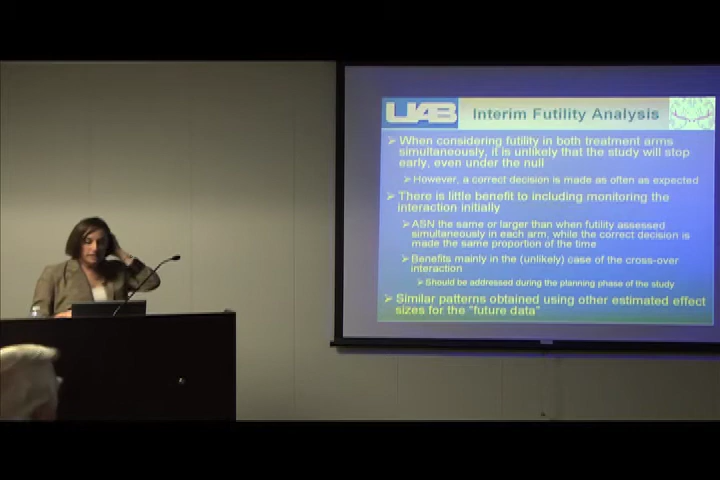 UAB Interim Futility Analysis
When considering futility in both treatment arms
simultaneously, it is unlikely that the study will stop
early, even under the null
However, a correct decision is made as often as expected
There is little benefit to including monitoring the
interaction initially
ASN the same or larger than when futility assessed
simultaneously in each arm, while the correct decision is
made the same proportion of the time
Benefits mainly in the (unlikely) case of the cross-over
interaction
Should be addressed during the planning phase of the study
Similar patterns obtained using other estimated effect
sizes for the "future data"